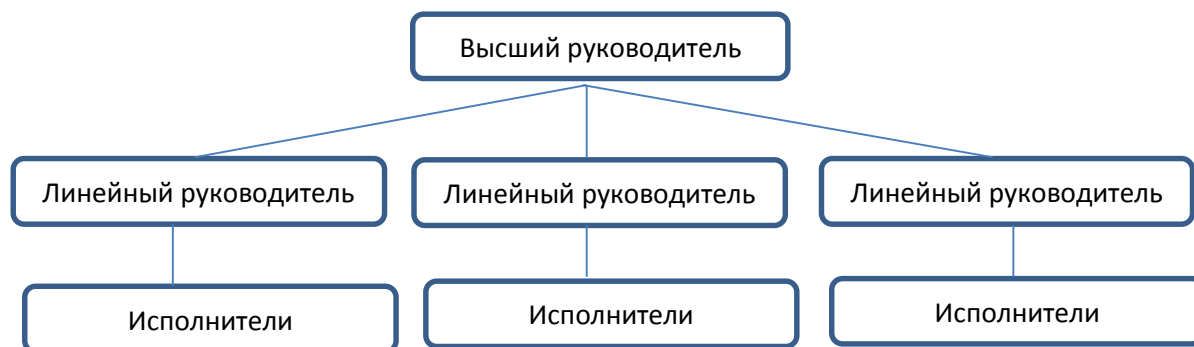 Высший руководитель
Линейный руководитель
Линейный руководитель
Линейный руководитель
Исполнители
Исполнители
Исполнители